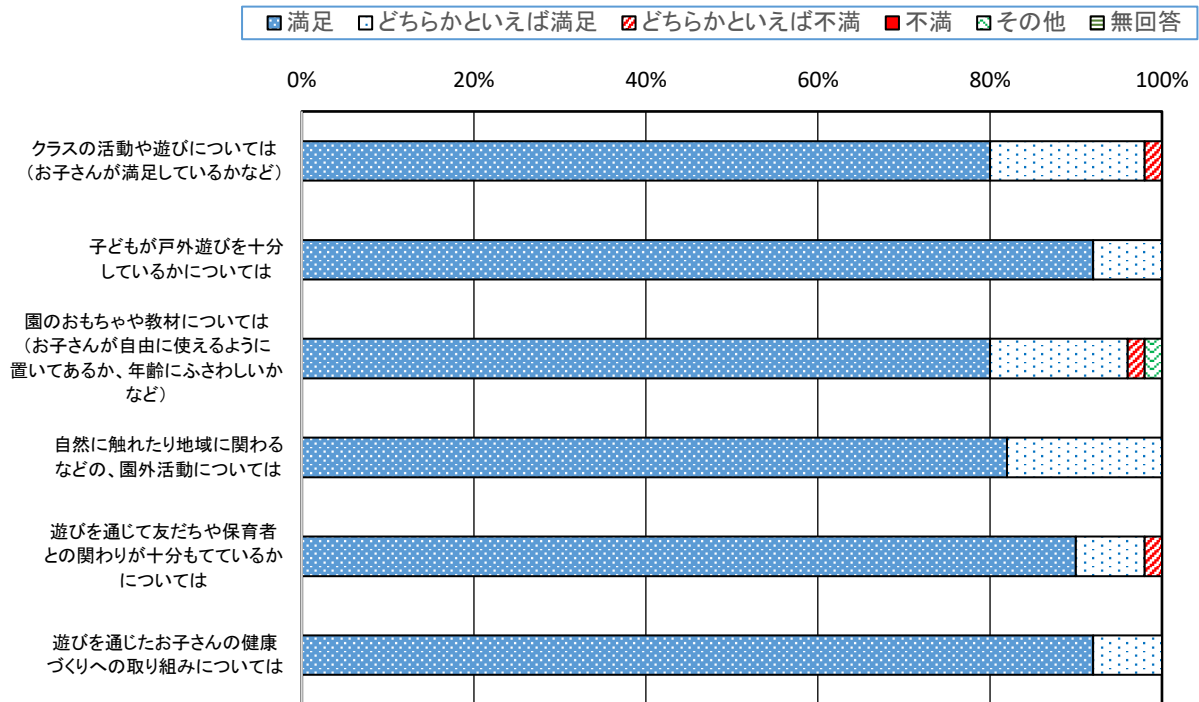 満足 どちらかといえば満足 どちらかといえば不満 不満 その他 無回答
0% 20% 40% 60% 80% 100%
クラスの活動や遊びについては
（お子さんが満足しているかなど）
子どもが戸外遊びを十分
しているかについては
園のおもちゃや教材については
（お子さんが自由に使えるように
置いてあるか、年齢にふさわしいか
など）
自然に触れたり地域に関わる
などの、園外活動については
遊びを通じて友だちや保育者
との関わりが十分もてているか
については
遊びを通じたお子さんの健康
づくりへの取り組みについては